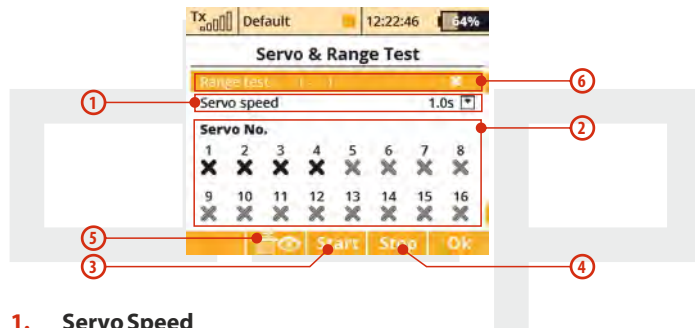 Tx Default 12:22:46 64%
Servo & Range Test
Range test (...)
Servo speed 1.0s
Servo No.
1 2 3 4 5 6 7 8
9 10 11 12 13 14 15 16
Start Stop Ok
1
2
3
4
5
6
1. Servo Speed